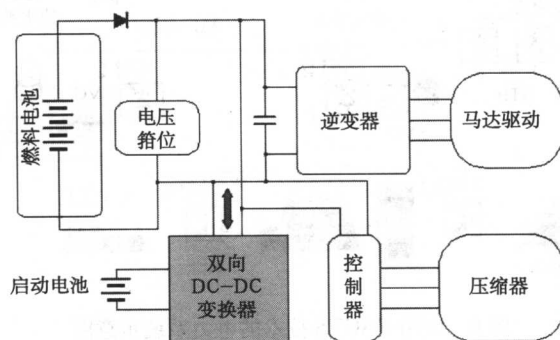 燃料电池
电压
箝位
逆变器
马达驱动
启动电池
双向
DC-DC
变换器
控制器
压缩器